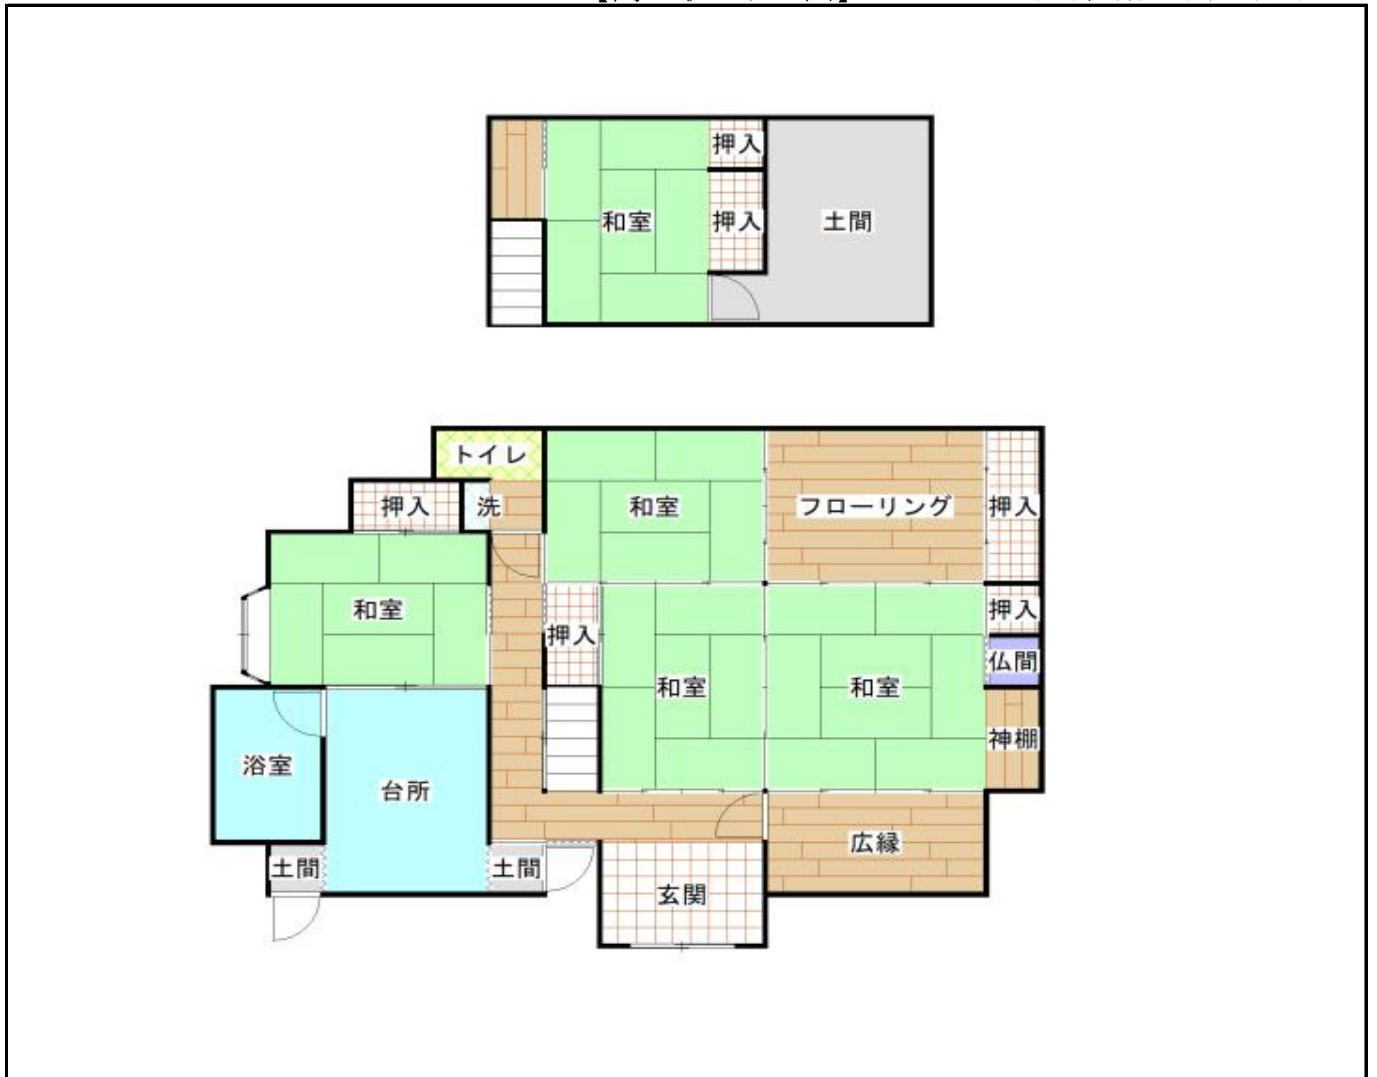 押入
和室
押入
土間
トイレ
押入
洗
和室
フローリング
押入
和室
押入
押入
仏間
和室
和室
神棚
浴室
台所
広縁
土間
土間
玄関